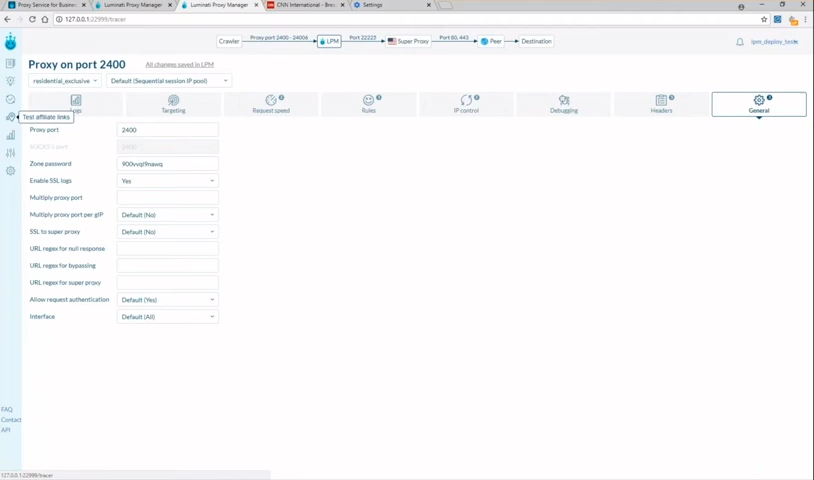 Proxy Service for Busines
Luminati Proxy Manager
Luminati Proxy Manager
CNN International - Bre
Settings
127.0.0.1:22999/tracer
Crawler
Proxy port 2400 - 24006
LPM
Port 22225
Super Proxy
Port 80, 443
Peer
Destination
lpm_deploy_test
Proxy on port 2400
All changes saved in LPM
residential_exclusive
Default (Sequential session IP pool)
Logs
Targeting
Request speed
Rules
IP control
Debugging
Headers
General
Test affiliate links
Proxy port
2400
SOCKS 5 port
2400
Zone password
900vvql9nawq
Enable SSL logs
Yes
Multiply proxy port
Multiply proxy port per gIP
Default (No)
SSL to super proxy
Default (No)
URL regex for null response
URL regex for bypassing
URL regex for super proxy
Allow request authentication
Default (Yes)
Interface
Default (All)
FAQ
Contact
API
127.0.0.1:22999/tracer